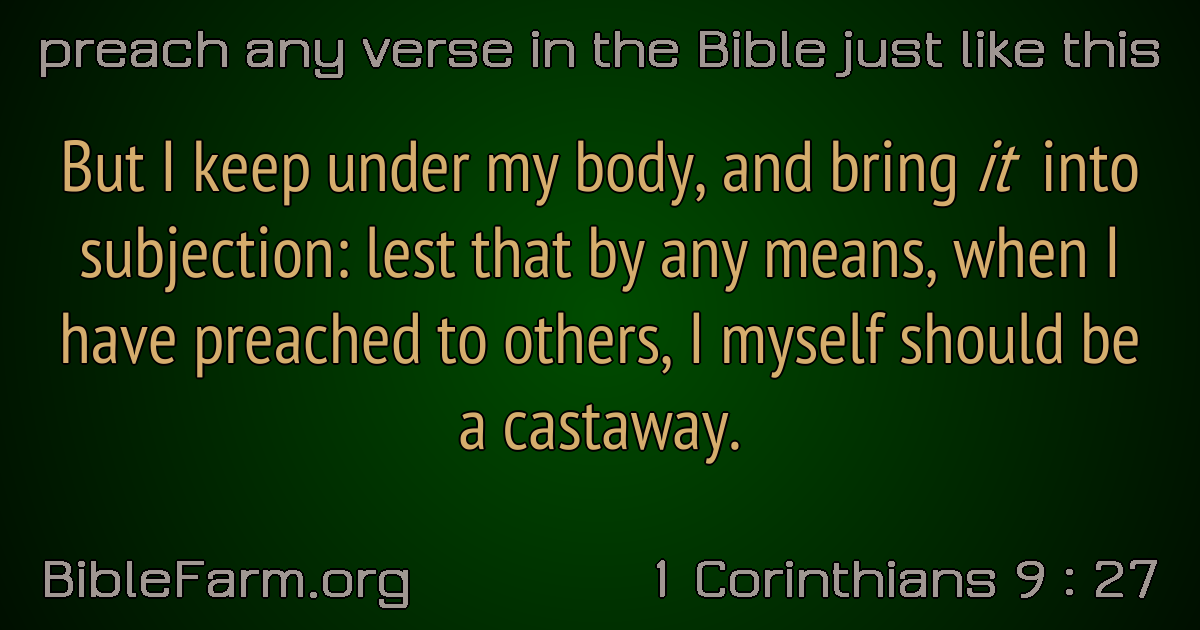 preach any verse in the Bible just like this
But I keep under my body, and bring it into
subjection: lest that by any means, when I
have preached to others, I myself should be
a castaway.
BibleFarm.org
1 Corinthians 9 : 27